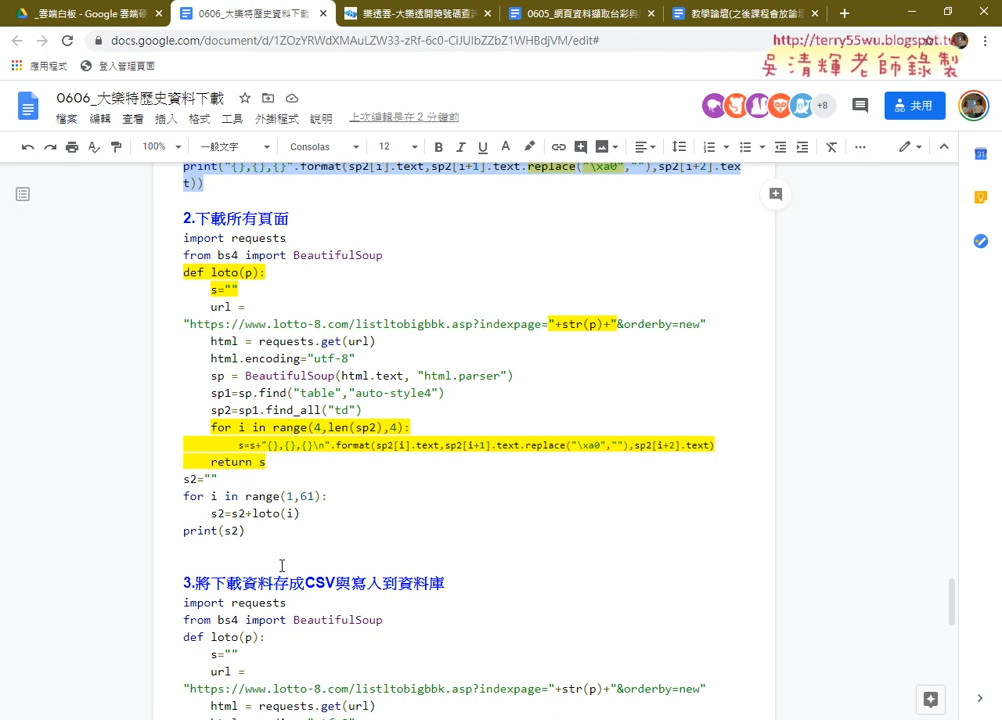 _雲端白板 - Google 雲端硬
0606_大樂特歷史資料下載
樂透雲-大樂透開獎號碼查詢
0605_網頁資料擷取台彩與
教學論壇(之後課程會放論壇
docs.google.com/document/d/1ZOzYRWdXMAuLZW33-zRf-6c0-CiJUIbZZbZ1WHBdjVM/edit#
http://terry55wu.blogspot.tw
應用程式
登入管理頁面
吳清輝老師錄製
0606_大樂特歷史資料下載
檔案 編輯 查看 插入 格式 工具 外掛程式 說明 上次編輯是在 2 分鐘前
+8
共用
100% 一般文字 Consolas 12
print("{},{},{}".format(sp2[i].text,sp2[i+1].text.replace("\xa0",""),sp2[i+2].tex
t))
2.下載所有頁面
import requests
from bs4 import BeautifulSoup
def loto(p):
s=""
url =
"https://www.lotto-8.com/listltobigbbk.asp?indexpage="+str(p)+"&orderby=new"
html = requests.get(url)
html.encoding="utf-8"
sp = BeautifulSoup(html.text, "html.parser")
sp1=sp.find("table","auto-style4")
sp2=sp1.find_all("td")
for i in range(4,len(sp2),4):
s=s+"{},{},{}\n".format(sp2[i].text,sp2[i+1].text.replace("\xa0",""),sp2[i+2].text)
return s
s2=""
for i in range(1,61):
s2=s2+loto(i)
print(s2)
3.將下載資料存成CSV與寫入到資料庫
import requests
from bs4 import BeautifulSoup
def loto(p):
s=""
url =
"https://www.lotto-8.com/listltobigbbk.asp?indexpage="+str(p)+"&orderby=new"
html = requests.get(url)